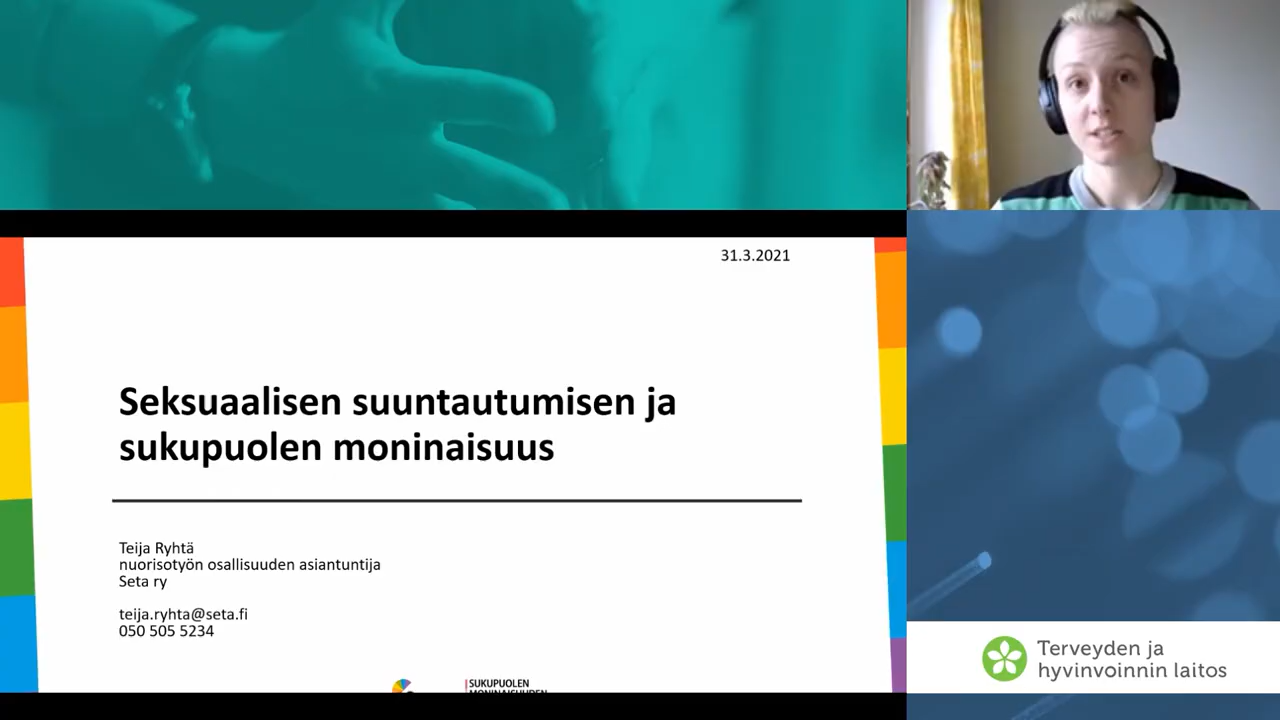 31.3.2021
Seksuaalisen suuntautumisen ja
sukupuolen moninaisuus
Teija Ryhtä
nuorisotyön osallisuuden asiantuntija
Seta ry
teija.ryhta@seta.fi
050 505 5234
SUKUPUOLEN
MONINAISUUDEN
Terveyden ja
hyvinvoinnin laitos